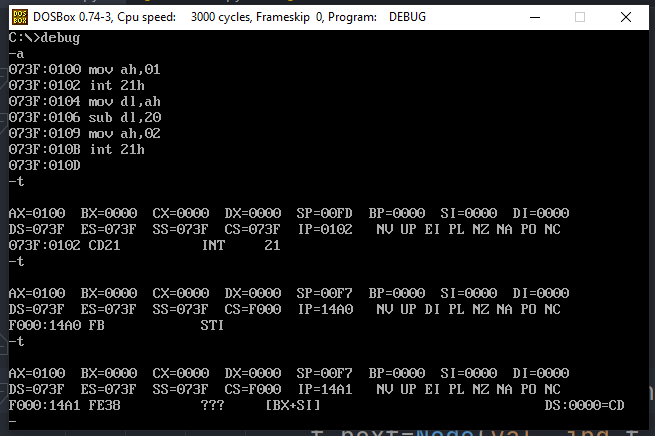 DOSBox 0.74-3, Cpu speed: 3000 cycles, Frameskip 0, Program: DEBUG
C:\>debug
-a
073F:0100 mov ah,01
073F:0102 int 21h
073F:0104 mov dl,ah
073F:0106 sub dl,20
073F:0109 mov ah,02
073F:010B int 21h
073F:010D
-t
AX=0100 BX=0000 CX=0000 DX=0000 SP=00FD BP=0000 SI=0000 DI=0000
DS=073F ES=073F SS=073F CS=073F IP=0102 NV UP EI PL NZ NA PO NC
073F:0102 CD21 INT 21
-t
AX=0100 BX=0000 CX=0000 DX=0000 SP=00F7 BP=0000 SI=0000 DI=0000
DS=073F ES=073F SS=073F CS=F000 IP=14A0 NV UP DI PL NZ NA PO NC
F000:14A0 FB STI
-t
AX=0100 BX=0000 CX=0000 DX=0000 SP=00F7 BP=0000 SI=0000 DI=0000
DS=073F ES=073F SS=073F CS=F000 IP=14A1 NV UP EI PL NZ NA PO NC
F000:14A1 FE38 ??? [BX+SI] DS:0000=CD
-